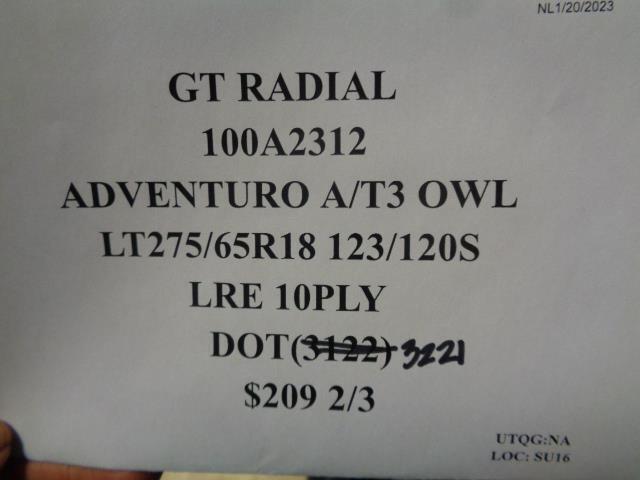 NL1/20/2023
GT RADIAL
100A2312
ADVENTURO A/T3 OWL
LT275/65R18 123/120S
LRE 10PLY
DOT(3122) 3221
$209 2/3
UTQG:NA
LOC: SU16